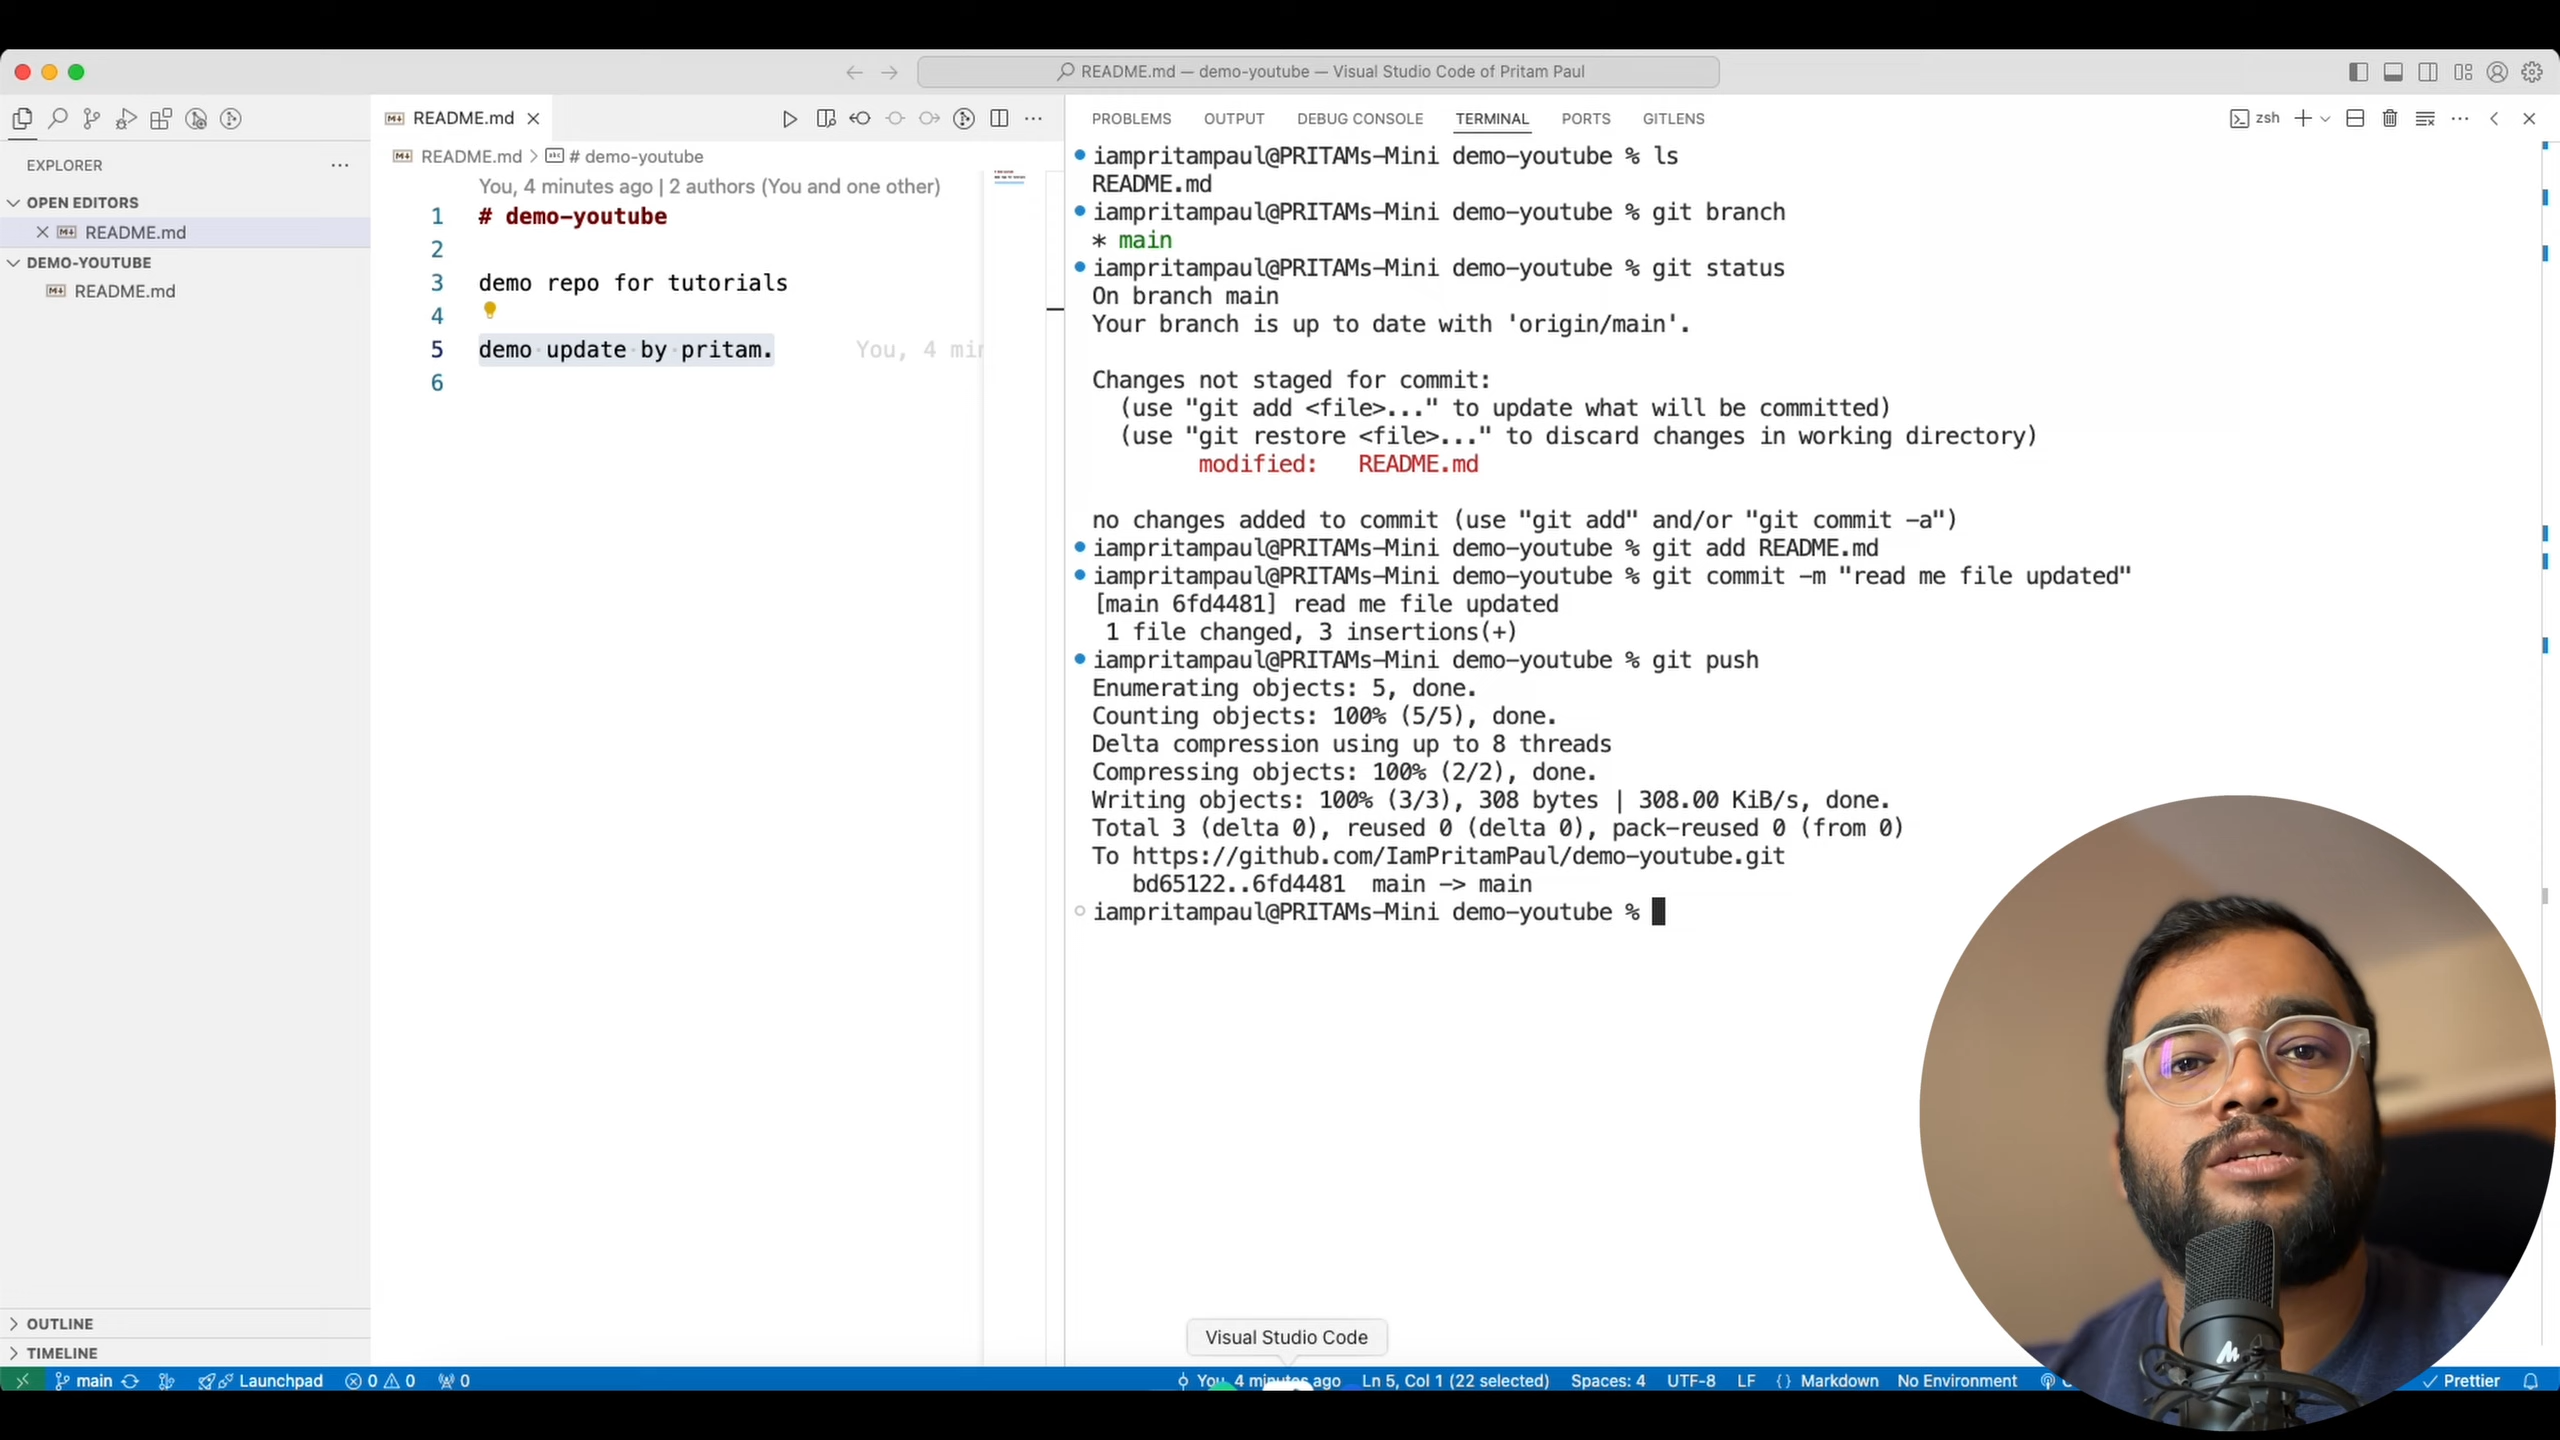 README.md — demo-youtube — Visual Studio Code of Pritam Paul
README.md
EXPLORER
OPEN EDITORS
README.md
DEMO-YOUTUBE
README.md
OUTLINE
TIMELINE
README.md > # demo-youtube
You, 4 minutes ago | 2 authors (You and one other)
1 # demo-youtube
2
3 demo repo for tutorials
4
5 demo update by pritam. You, 4 min
6
PROBLEMS OUTPUT DEBUG CONSOLE TERMINAL PORTS GITLENS
zsh
iampritampaul@PRITAMs-Mini demo-youtube % ls
README.md
iampritampaul@PRITAMs-Mini demo-youtube % git branch
* main
iampritampaul@PRITAMs-Mini demo-youtube % git status
On branch main
Your branch is up to date with 'origin/main'.
Changes not staged for commit:
(use "git add <file>..." to update what will be committed)
(use "git restore <file>..." to discard changes in working directory)
modified: README.md
no changes added to commit (use "git add" and/or "git commit -a")
iampritampaul@PRITAMs-Mini demo-youtube % git add README.md
iampritampaul@PRITAMs-Mini demo-youtube % git commit -m "read me file updated"
[main 6fd4481] read me file updated
1 file changed, 3 insertions(+)
iampritampaul@PRITAMs-Mini demo-youtube % git push
Enumerating objects: 5, done.
Counting objects: 100% (5/5), done.
Delta compression using up to 8 threads
Compressing objects: 100% (2/2), done.
Writing objects: 100% (3/3), 308 bytes | 308.00 KiB/s, done.
Total 3 (delta 0), reused 0 (delta 0), pack-reused 0 (from 0)
To https://github.com/IamPritamPaul/demo-youtube.git
bd65122..6fd4481 main -> main
iampritampaul@PRITAMs-Mini demo-youtube %
Visual Studio Code
main Launchpad 0 0 0 You, 4 minutes ago Ln 5, Col 1 (22 selected) Spaces: 4 UTF-8 LF {} Markdown No Environment Prettier